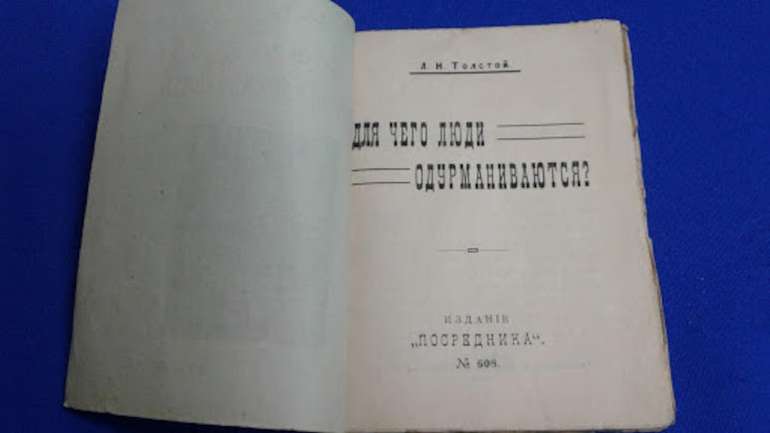 Л. Н. Толстой.
ДЛЯ ЧЕГО ЛЮДИ
ОДУРМАНИВАЮТСЯ?
ИЗДАНІЕ
„ПОСРЕДНИКА“.
№ 608.